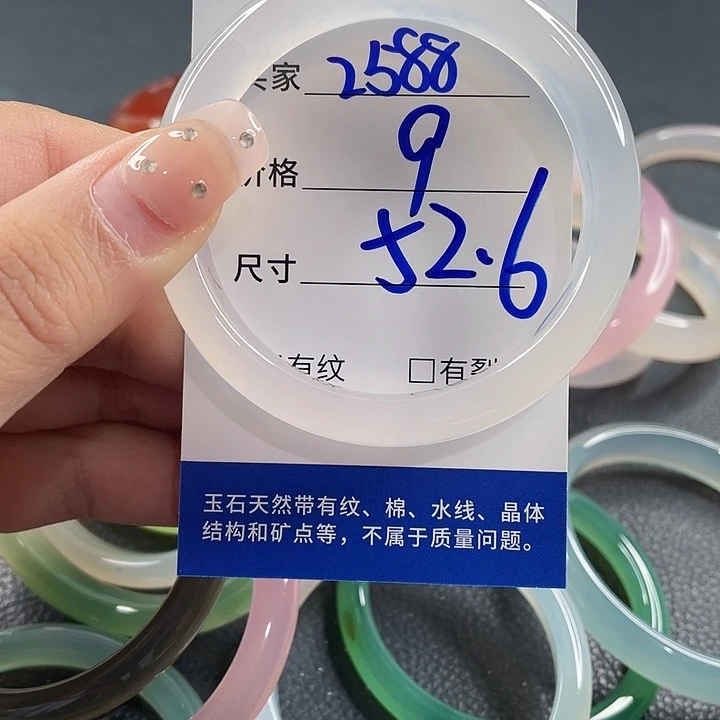 家 2588
价格 9
尺寸 52.6
有纹 □有裂
玉石天然带有纹、棉、水线、晶体
结构和矿点等，不属于质量问题。